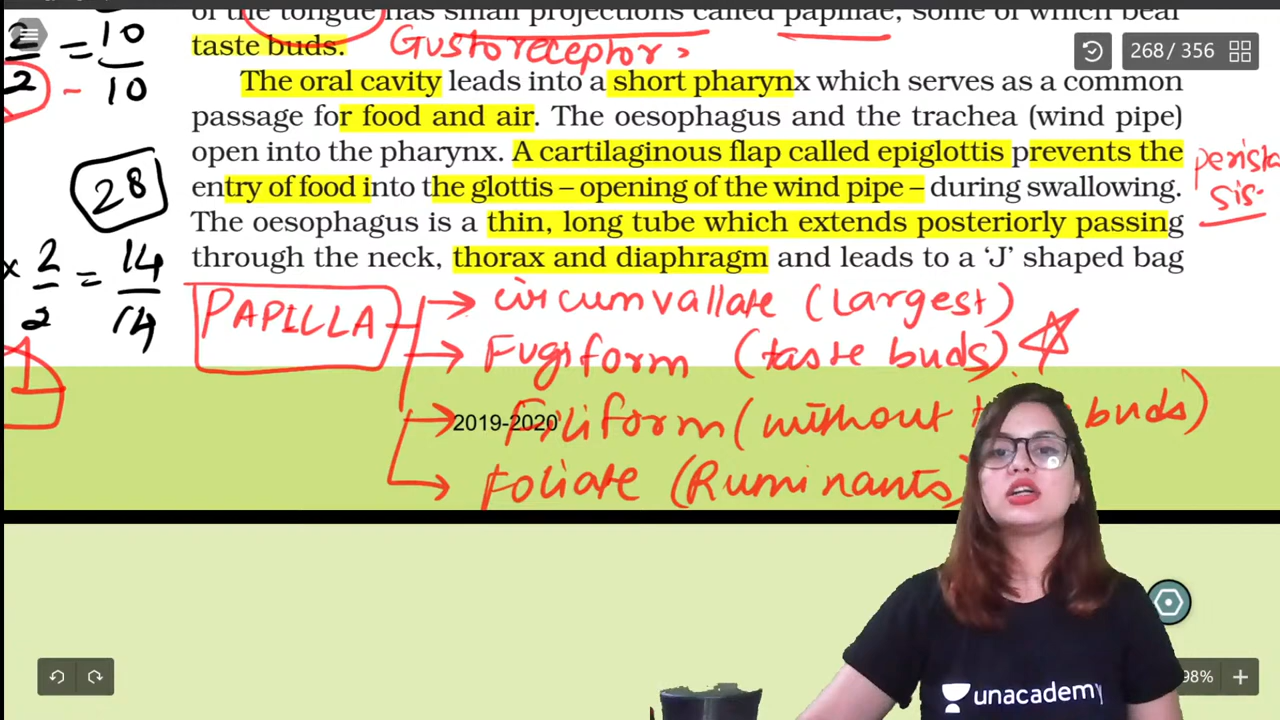 of the tongue has small projections called papillae, some of which bear
taste buds. Gustoreceptor
The oral cavity leads into a short pharynx which serves as a common
passage for food and air. The oesophagus and the trachea (wind pipe)
open into the pharynx. A cartilaginous flap called epiglottis prevents the
entry of food into the glottis – opening of the wind pipe – during swallowing.
The oesophagus is a thin, long tube which extends posteriorly passing
through the neck, thorax and diaphragm and leads to a ‘J’ shaped bag
2/2 = 10/10
28
x 2/2 = 14/14
perista
sis
PAPILLA
circumvallate (largest)
Fugiform (taste buds)
Filiform (without buds)
Foliate (Ruminants)
2019-2020
268 / 356
98%
unacademy